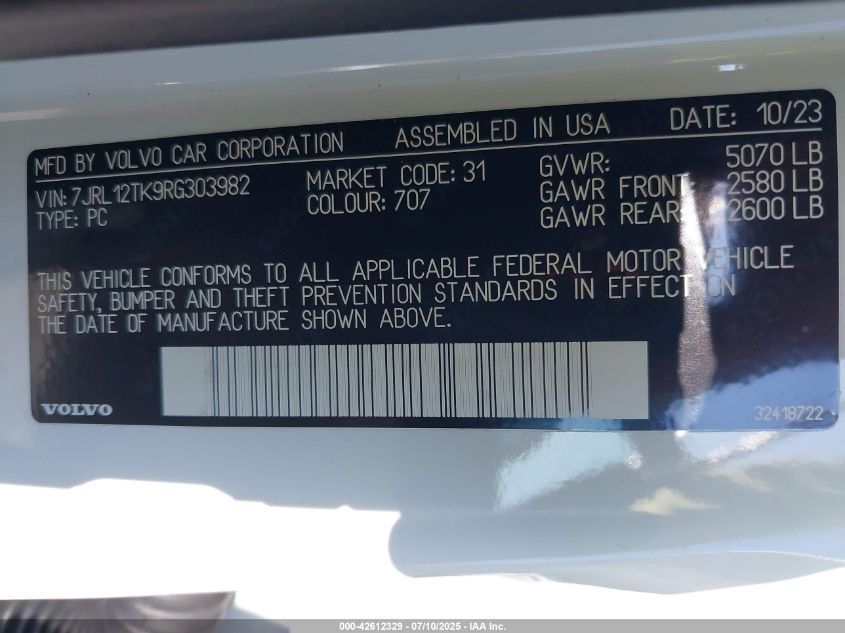 MFD BY VOLVO CAR CORPORATION ASSEMBLED IN USA DATE: 10/23
VIN: 7JRL12TK9RG303982 MARKET CODE: 31 GVWR: 5070 LB
TYPE: PC COLOUR: 707 GAWR FRONT: 2580 LB
GAWR REAR: 2600 LB
THIS VEHICLE CONFORMS TO ALL APPLICABLE FEDERAL MOTOR VEHICLE
SAFETY, BUMPER AND THEFT PREVENTION STANDARDS IN EFFECT ON
THE DATE OF MANUFACTURE SHOWN ABOVE.
VOLVO 32418722
000-42612329 - 07/10/2025 - IAA Inc.